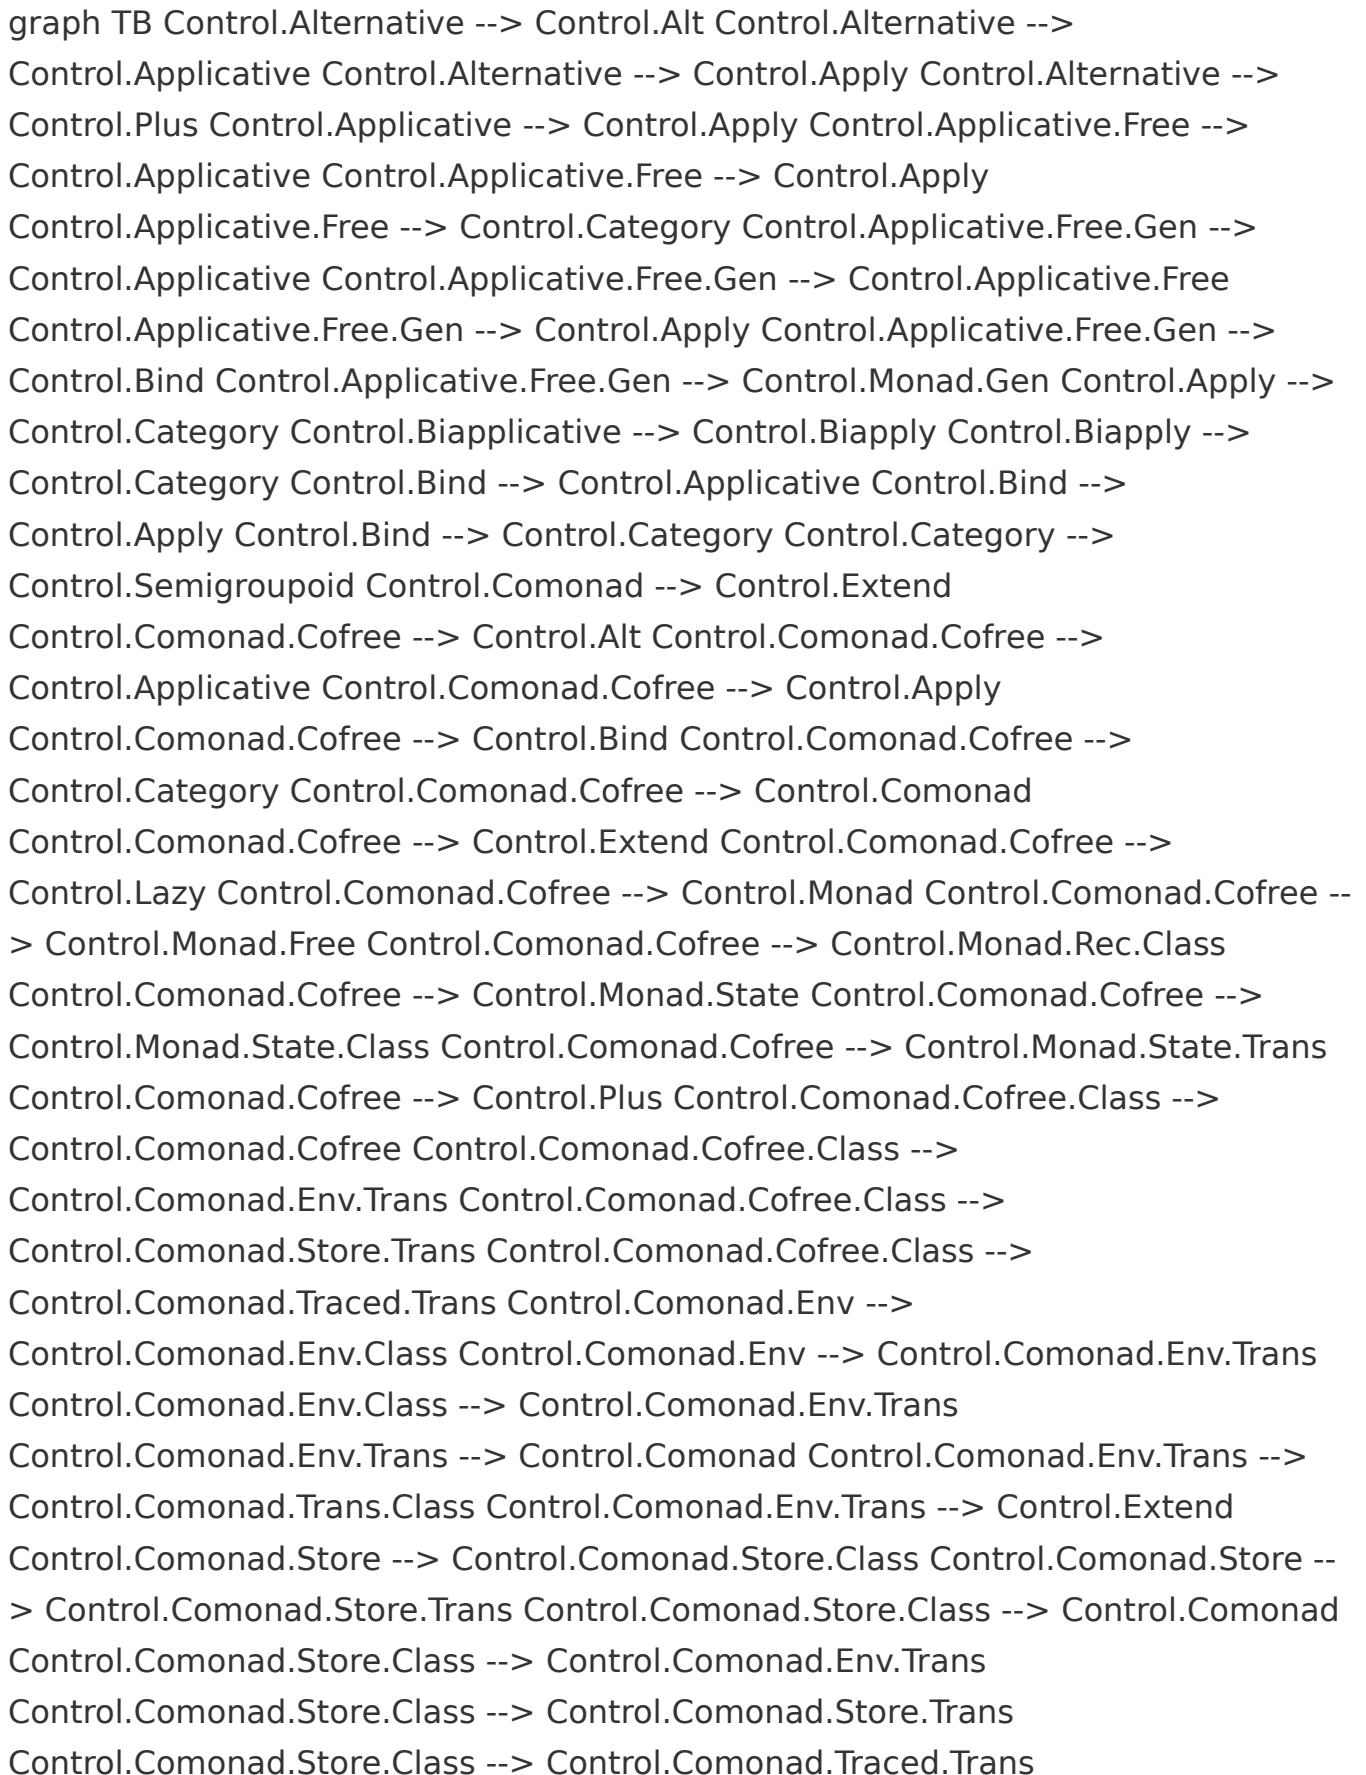 graph TB Control.Alternative --> Control.Alt Control.Alternative -->
Control.Applicative Control.Alternative --> Control.Apply Control.Alternative -->
Control.Plus Control.Applicative --> Control.Apply Control.Applicative.Free -->
Control.Applicative Control.Applicative.Free --> Control.Apply
Control.Applicative.Free --> Control.Category Control.Applicative.Free.Gen -->
Control.Applicative Control.Applicative.Free.Gen --> Control.Applicative.Free
Control.Applicative.Free.Gen --> Control.Apply Control.Applicative.Free.Gen -->
Control.Bind Control.Applicative.Free.Gen --> Control.Monad.Gen Control.Apply -->
Control.Category Control.Biapplicative --> Control.Biapply Control.Biapply -->
Control.Category Control.Bind --> Control.Applicative Control.Bind -->
Control.Apply Control.Bind --> Control.Category Control.Category -->
Control.Semigroupoid Control.Comonad --> Control.Extend
Control.Comonad.Cofree --> Control.Alt Control.Comonad.Cofree -->
Control.Applicative Control.Comonad.Cofree --> Control.Apply
Control.Comonad.Cofree --> Control.Bind Control.Comonad.Cofree -->
Control.Category Control.Comonad.Cofree --> Control.Comonad
Control.Comonad.Cofree --> Control.Extend Control.Comonad.Cofree -->
Control.Lazy Control.Comonad.Cofree --> Control.Monad Control.Comonad.Cofree --
> Control.Monad.Free Control.Comonad.Cofree --> Control.Monad.Rec.Class
Control.Comonad.Cofree --> Control.Monad.State Control.Comonad.Cofree -->
Control.Monad.State.Class Control.Comonad.Cofree --> Control.Monad.State.Trans
Control.Comonad.Cofree --> Control.Plus Control.Comonad.Cofree.Class -->
Control.Comonad.Cofree Control.Comonad.Cofree.Class -->
Control.Comonad.Env.Trans Control.Comonad.Cofree.Class -->
Control.Comonad.Store.Trans Control.Comonad.Cofree.Class -->
Control.Comonad.Traced.Trans Control.Comonad.Env -->
Control.Comonad.Env.Class Control.Comonad.Env --> Control.Comonad.Env.Trans
Control.Comonad.Env.Class --> Control.Comonad.Env.Trans
Control.Comonad.Env.Trans --> Control.Comonad Control.Comonad.Env.Trans -->
Control.Comonad.Trans.Class Control.Comonad.Env.Trans --> Control.Extend
Control.Comonad.Store --> Control.Comonad.Store.Class Control.Comonad.Store --
> Control.Comonad.Store.Trans Control.Comonad.Store.Class --> Control.Comonad
Control.Comonad.Store.Class --> Control.Comonad.Env.Trans
Control.Comonad.Store.Class --> Control.Comonad.Store.Trans
Control.Comonad.Store.Class --> Control.Comonad.Traced.Trans